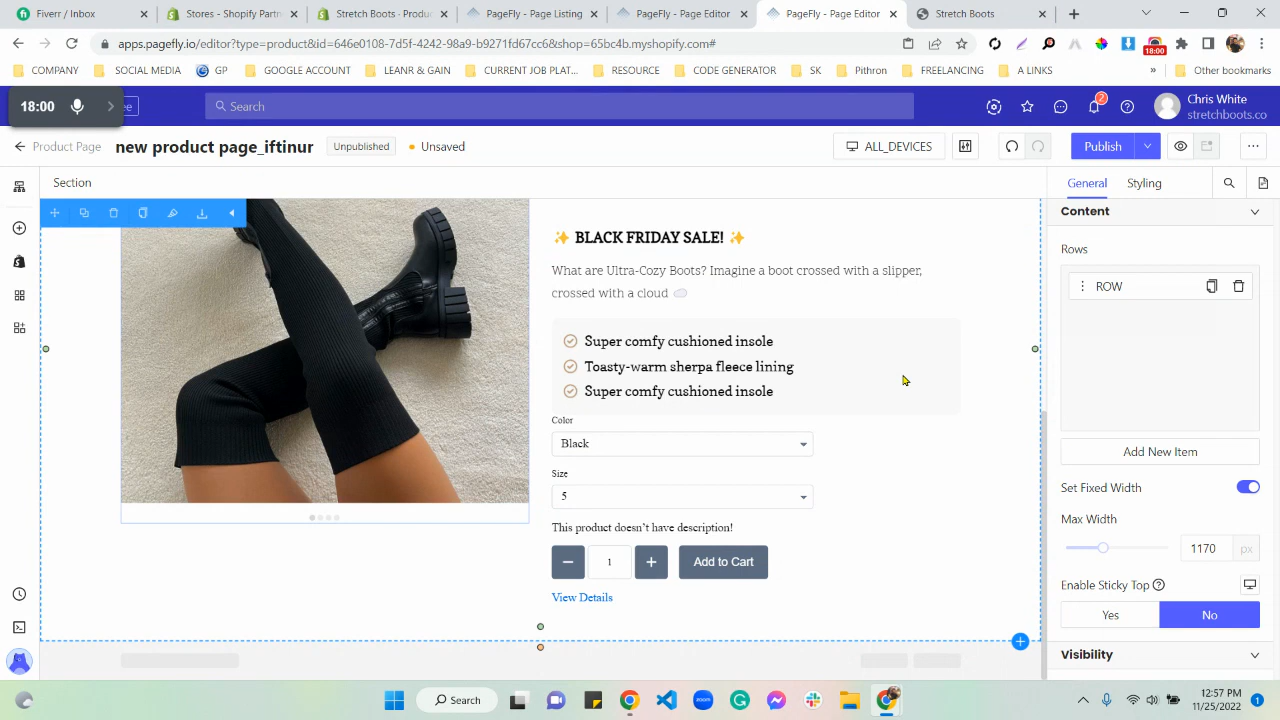 Fiverr / Inbox
Stores - Shopify Partn
Stretch Boots - Produ
PageFly - Page Listing
PageFly - Page Editor
PageFly - Page Editor
Stretch Boots
apps.pagefly.io/editor?type=product&id=646e0108-7d5f-4242-94a9-b9271fd67cc6&shop=65bc4b.myshopify.com#
18:00
COMPANY
SOCIAL MEDIA
GP
GOOGLE ACCOUNT
LEANR & GAIN
CURRENT JOB PLAT...
RESOURCE
CODE GENERATOR
SK
Pithron
FREELANCING
A LINKS
»
Other bookmarks
18:00
Search
2
Chris White
stretchboots.co
Product Page
new product page_iftinur
Unpublished
Unsaved
ALL_DEVICES
Publish
Section
General
Styling
✨ BLACK FRIDAY SALE! ✨
What are Ultra-Cozy Boots? Imagine a boot crossed with a slipper,
crossed with a cloud ☁️
Super comfy cushioned insole
Toasty-warm sherpa fleece lining
Super comfy cushioned insole
Color
Black
Size
5
This product doesn't have description!
1
Add to Cart
View Details
Content
Rows
ROW
Add New Item
Set Fixed Width
Max Width
1170
px
Enable Sticky Top
Yes
No
Visibility
Search
zoom
12:57 PM
11/25/2022
1